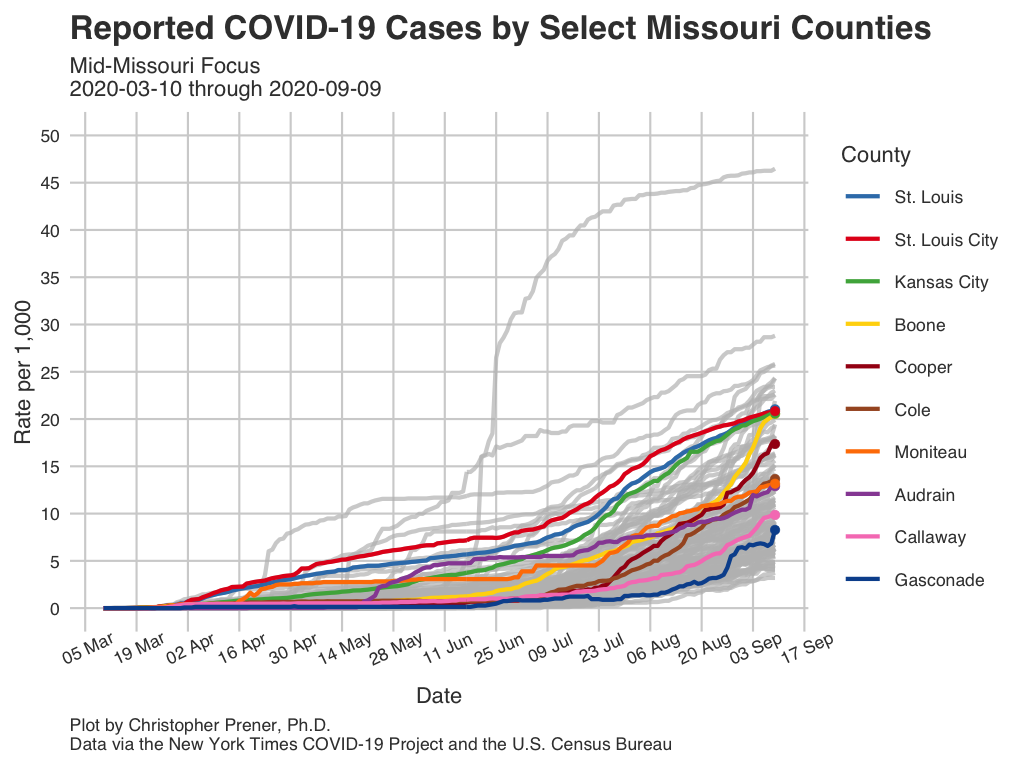 Reported COVID-19 Cases by Select Missouri Counties
Mid-Missouri Focus
2020-03-10 through 2020-09-09
Rate per 1,000
50
45
40
35
30
25
20
15
10
5
0
05 Mar
19 Mar
02 Apr
16 Apr
30 Apr
14 May
28 May
11 Jun
25 Jun
09 Jul
23 Jul
06 Aug
20 Aug
03 Sep
17 Sep
Date
County
St. Louis
St. Louis City
Kansas City
Boone
Cooper
Cole
Moniteau
Audrain
Callaway
Gasconade
Plot by Christopher Prener, Ph.D.
Data via the New York Times COVID-19 Project and the U.S. Census Bureau